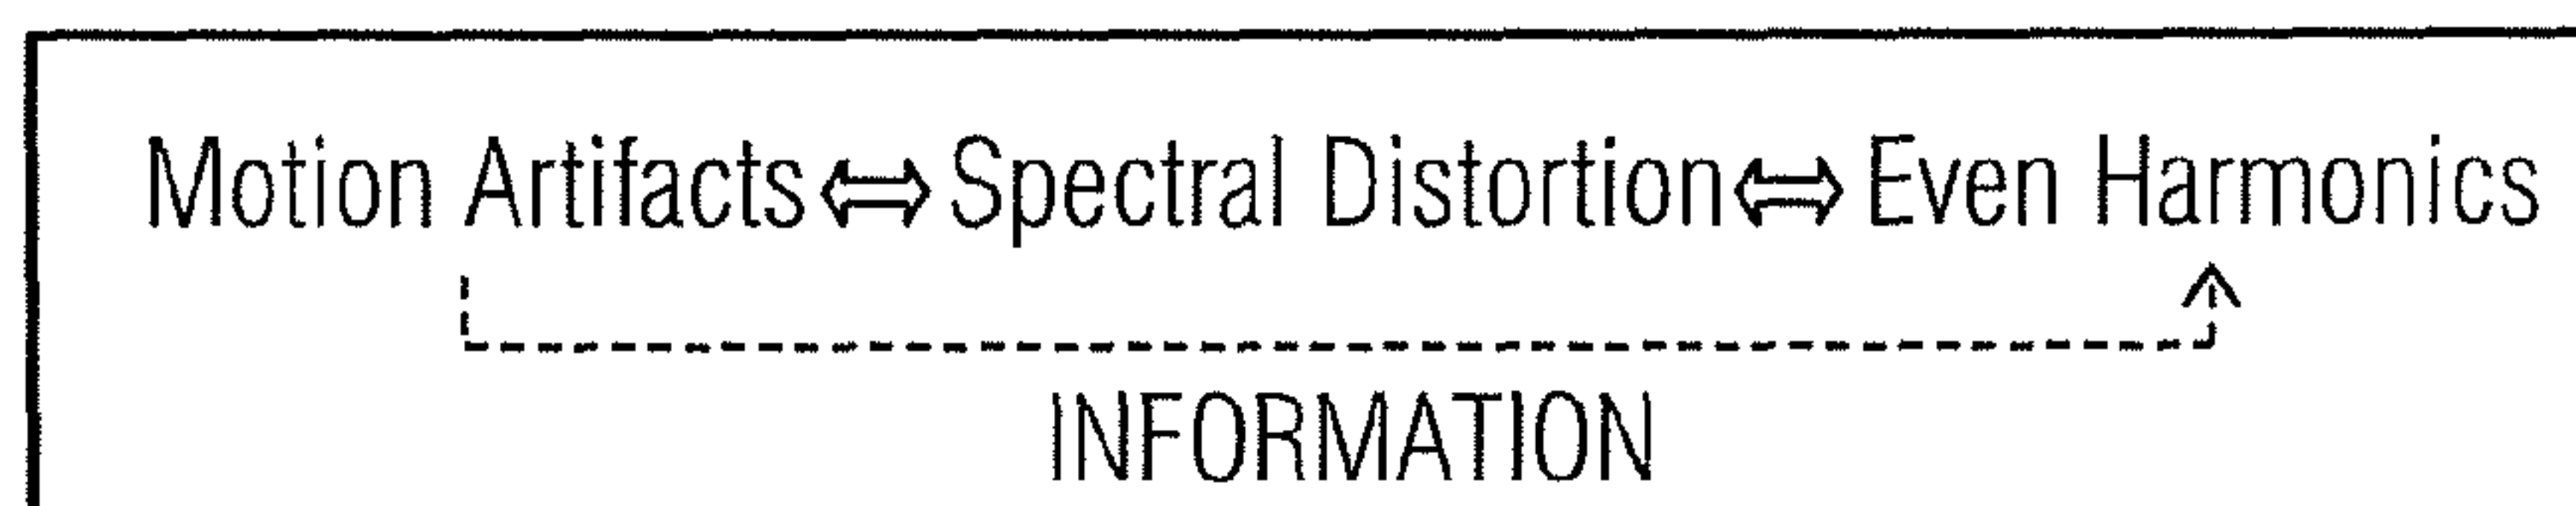 Motion Artifacts ⇔ Spectral Distortion ⇔ Even Harmonics
INFORMATION